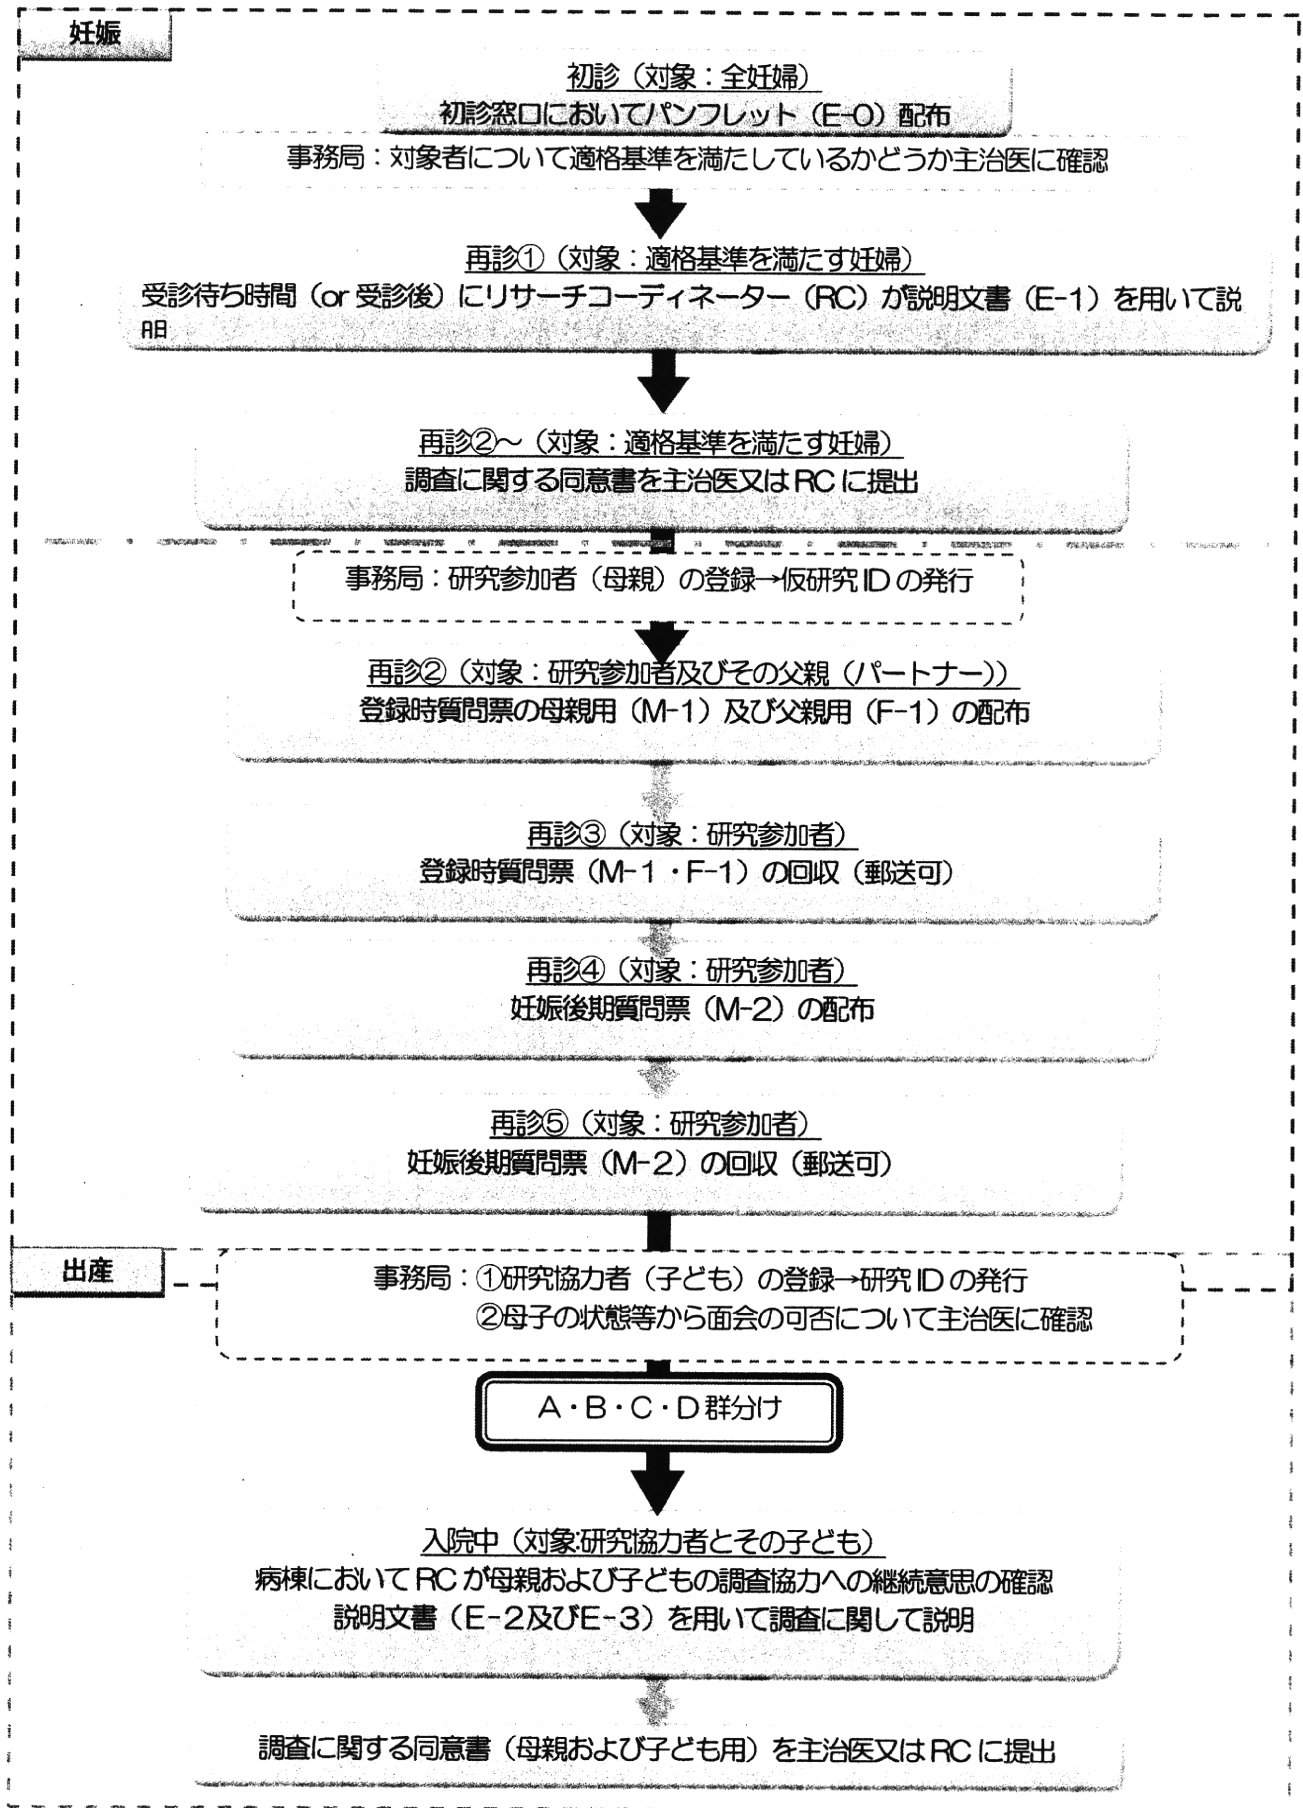 妊娠
初診（対象：全妊婦）
初診窓口においてパンフレット（E-0）配布
事務局：対象者について適格基準を満たしているかどうか主治医に確認
再診①（対象：適格基準を満たす妊婦）
受診待ち時間（or 受診後）にリサーチコーディネーター（RC）が説明文書（E-1）を用いて説
明
再診②～（対象：適格基準を満たす妊婦）
調査に関する同意書を主治医又は RC に提出
事務局：研究参加者（母親）の登録→仮研究 ID の発行
再診②（対象：研究参加者及びその父親（パートナー））
登録時質問票の母親用（M-1）及び父親用（F-1）の配布
再診③（対象：研究参加者）
登録時質問票（M-1・F-1）の回収（郵送可）
再診④（対象：研究参加者）
妊娠後期質問票（M-2）の配布
再診⑤（対象：研究参加者）
妊娠後期質問票（M-2）の回収（郵送可）
出産
事務局：①研究協力者（子ども）の登録→研究 ID の発行
②母子の状態等から面会の可否について主治医に確認
A・B・C・D 群分け
入院中（対象:研究協力者とその子ども）
病棟において RC が母親および子どもの調査協力への継続意思の確認
説明文書（E-2及びE-3）を用いて調査に関して説明
調査に関する同意書（母親および子ども用）を主治医又は RC に提出